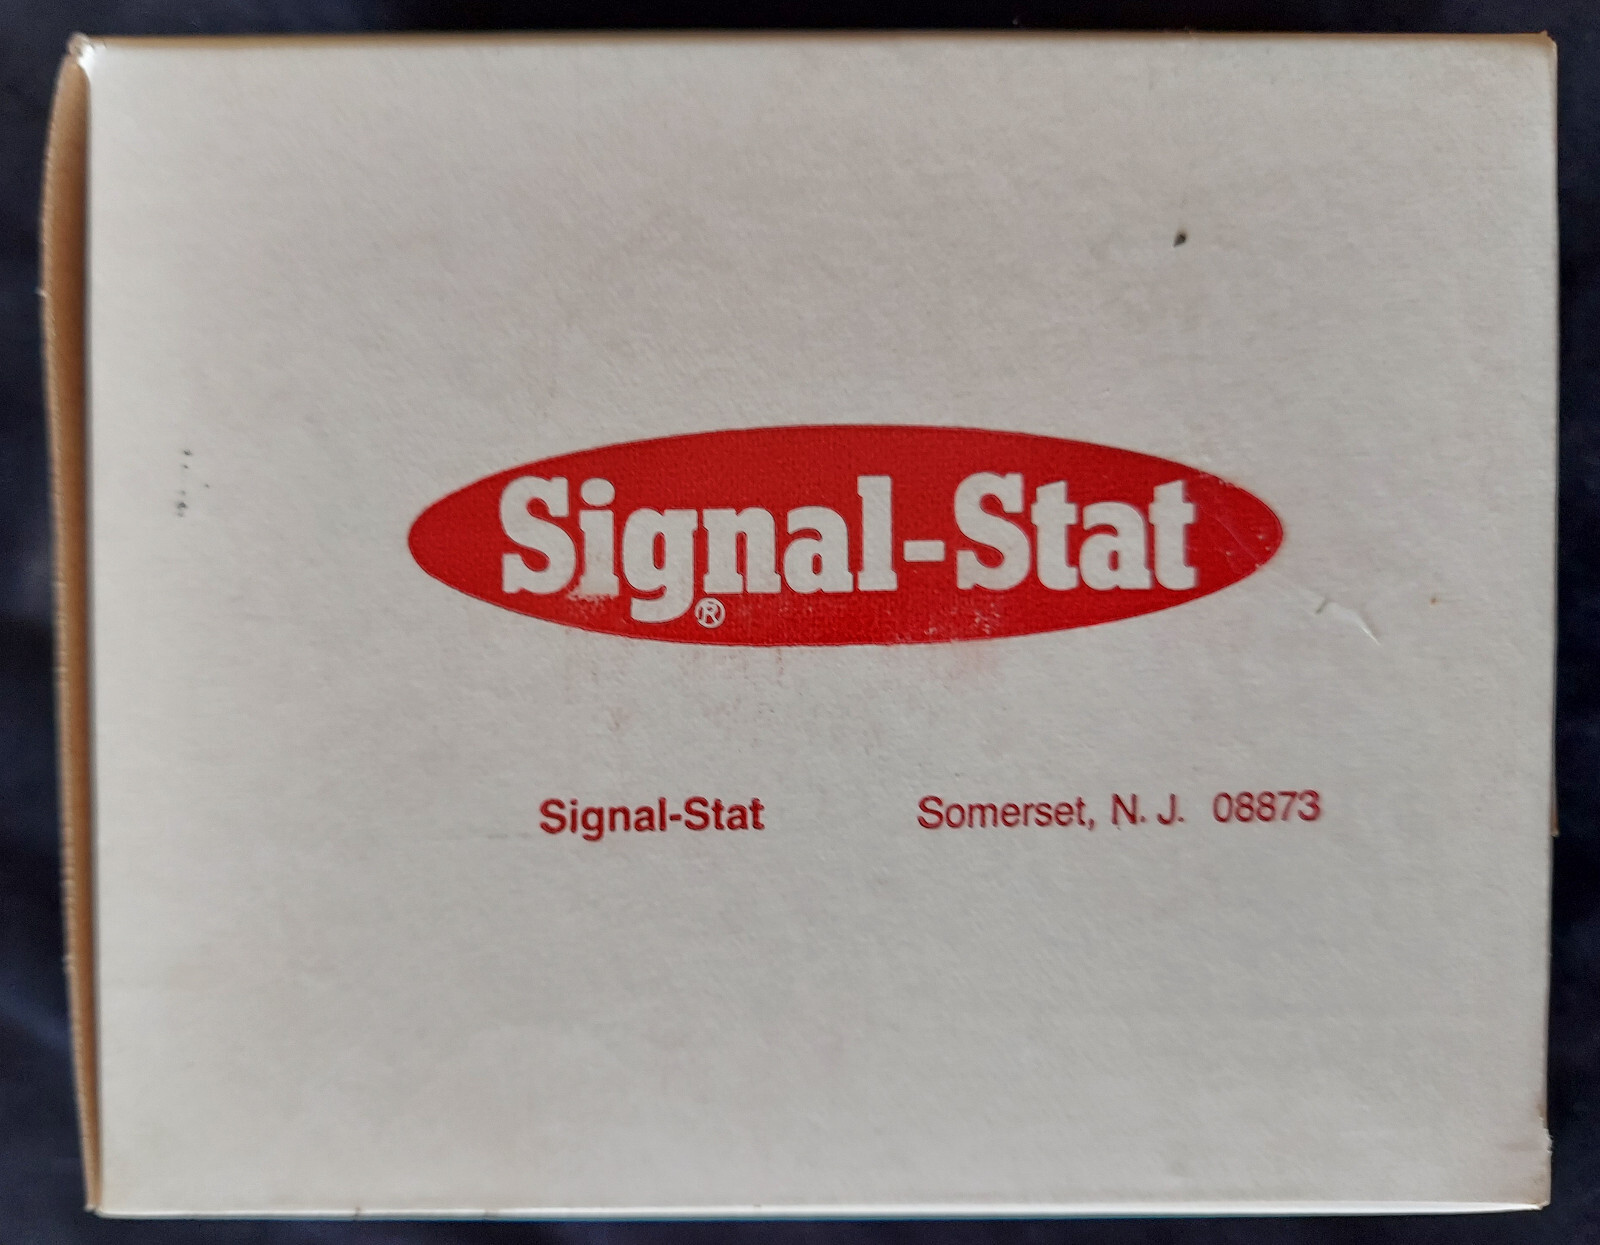 Signal-Stat
®
Signal-Stat Somerset, N. J. 08873